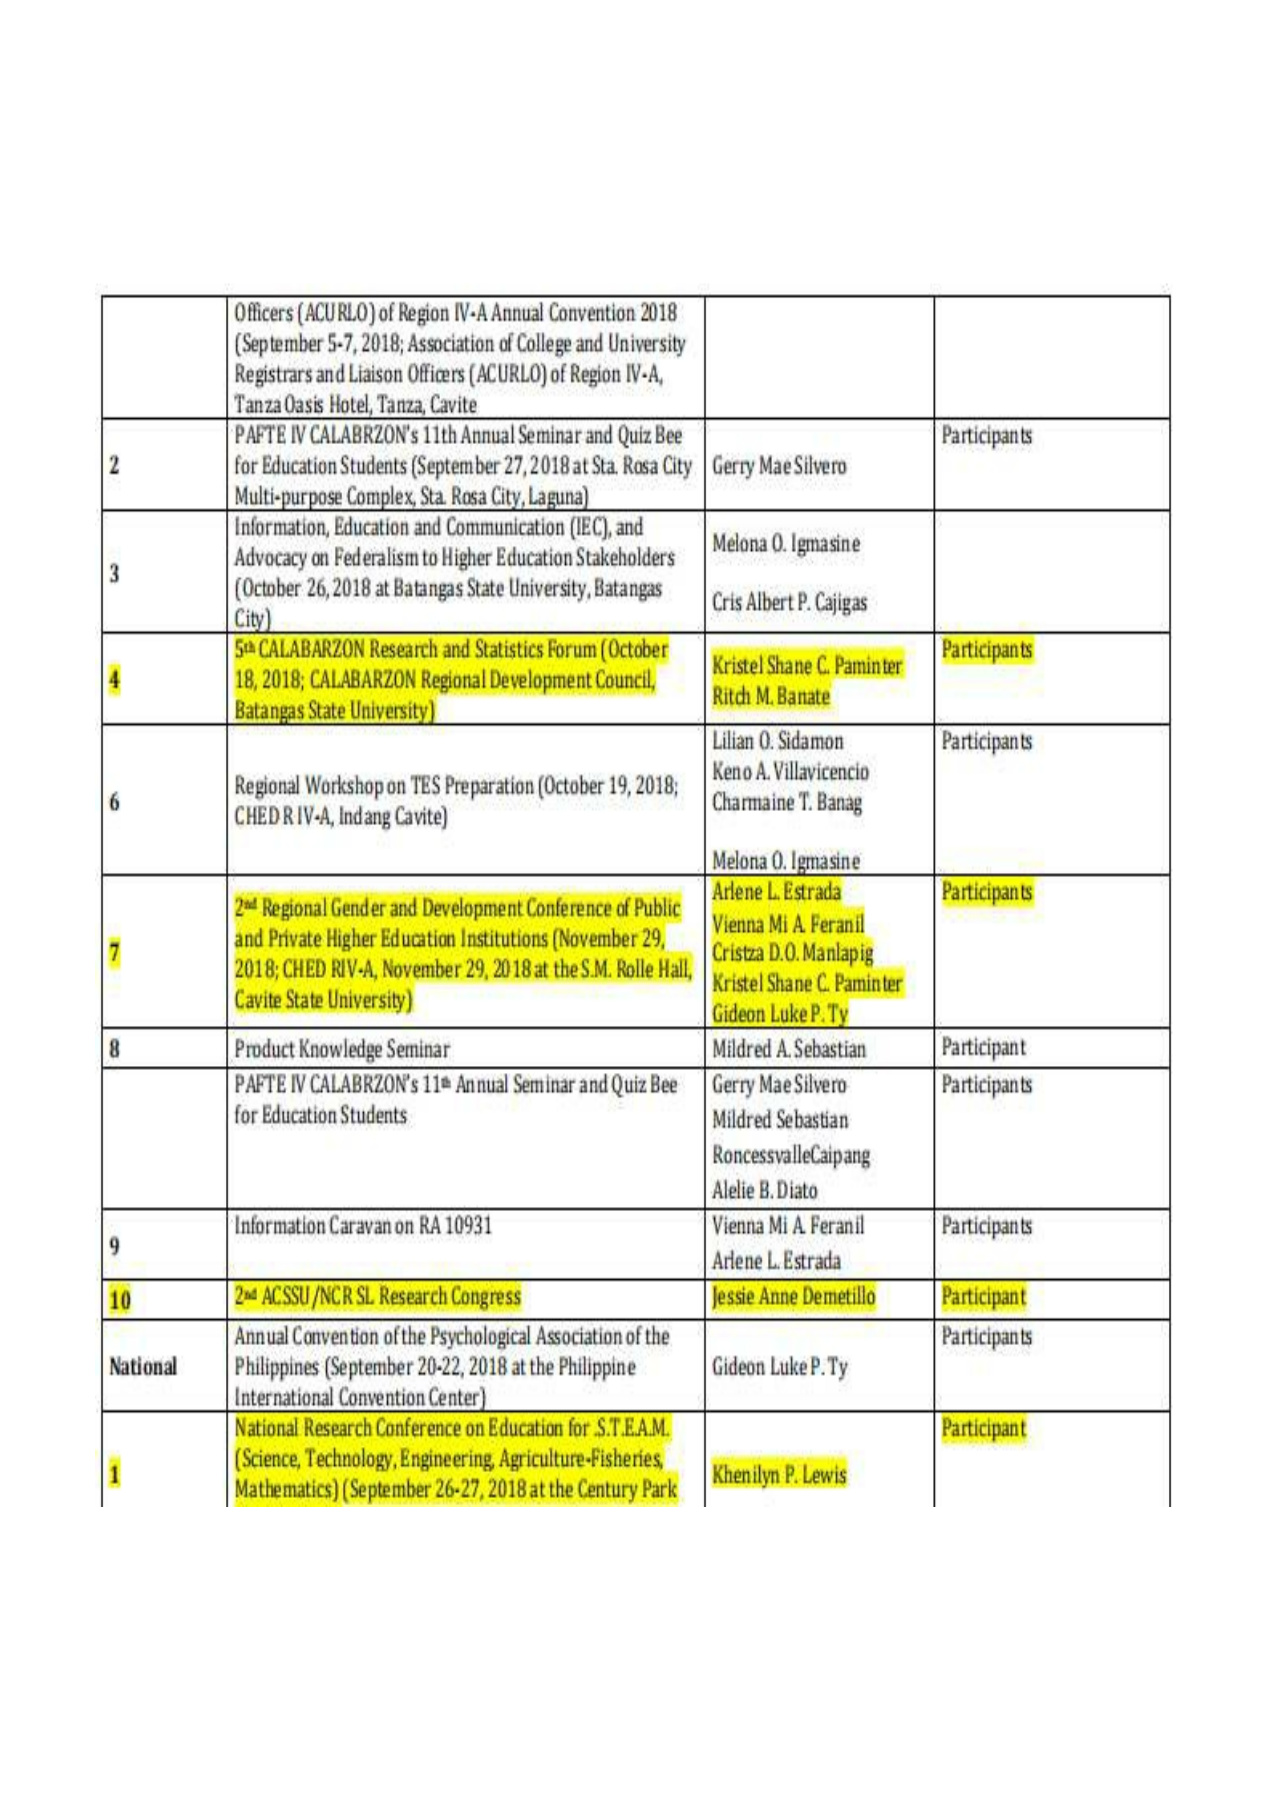 Officers (ACURLO) of Region IV-A Annual Convention 2018
(September 5-7, 2018; Association of College and University
Registrars and Liaison Officers (ACURLO) of Region IV-A,
Tanza Oasis Hotel, Tanza, Cavite
2
PAFTE IV CALABRZON's 11th Annual Seminar and Quiz Bee
for Education Students (September 27, 2018 at Sta. Rosa City
Multi-purpose Complex, Sta. Rosa City, Laguna)
Gerry Mae Silvero
Participants
3
Information, Education and Communication (IEC), and
Advocacy on Federalism to Higher Education Stakeholders
(October 26, 2018 at Batangas State University, Batangas
City)
Melona O. Igmasine
Cris Albert P. Cajigas
4
5th CALABARZON Research and Statistics Forum (October
18, 2018; CALABARZON Regional Development Council,
Batangas State University)
Kristel Shane C. Paminter
Ritch M. Banate
Participants
6
Regional Workshop on TES Preparation (October 19, 2018;
CHED R IV-A, Indang Cavite)
Lilian O. Sidamon
Keno A. Villavicencio
Charmaine T. Banag
Melona O. Igmasine
Participants
7
2nd Regional Gender and Development Conference of Public
and Private Higher Education Institutions (November 29,
2018; CHED RIV-A, November 29, 2018 at the S.M. Rolle Hall,
Cavite State University)
Arlene L. Estrada
Vienna Mi A. Feranil
Cristza D.O. Manlapig
Kristel Shane C. Paminter
Gideon Luke P. Ty
Participants
8
Product Knowledge Seminar
Mildred A. Sebastian
Participant
PAFTE IV CALABRZON's 11th Annual Seminar and Quiz Bee
for Education Students
Gerry Mae Silvero
Mildred Sebastian
RoncessvalleCaipang
Alelie B. Diato
Participants
9
Information Caravan on RA 10931
Vienna Mi A. Feranil
Arlene L. Estrada
Participants
10
2nd ACSSU/NCR SL Research Congress
Jessie Anne Demetillo
Participant
National
Annual Convention of the Psychological Association of the
Philippines (September 20-22, 2018 at the Philippine
International Convention Center)
Gideon Luke P. Ty
Participants
1
National Research Conference on Education for .S.T.E.A.M.
(Science, Technology, Engineering, Agriculture-Fisheries,
Mathematics) (September 26-27, 2018 at the Century Park
Khenilyn P. Lewis
Participant